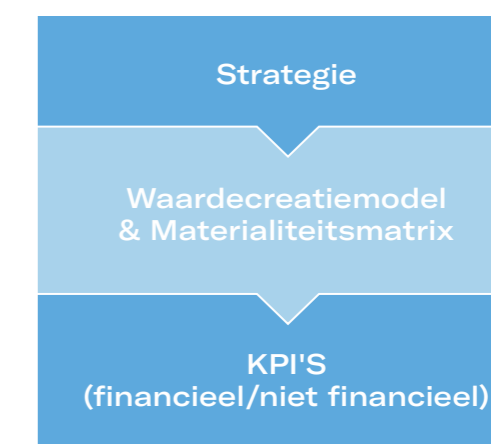 Strategie
Waardecreatiemodel
& Materialiteitsmatrix
KPI'S
(financieel/niet financieel)